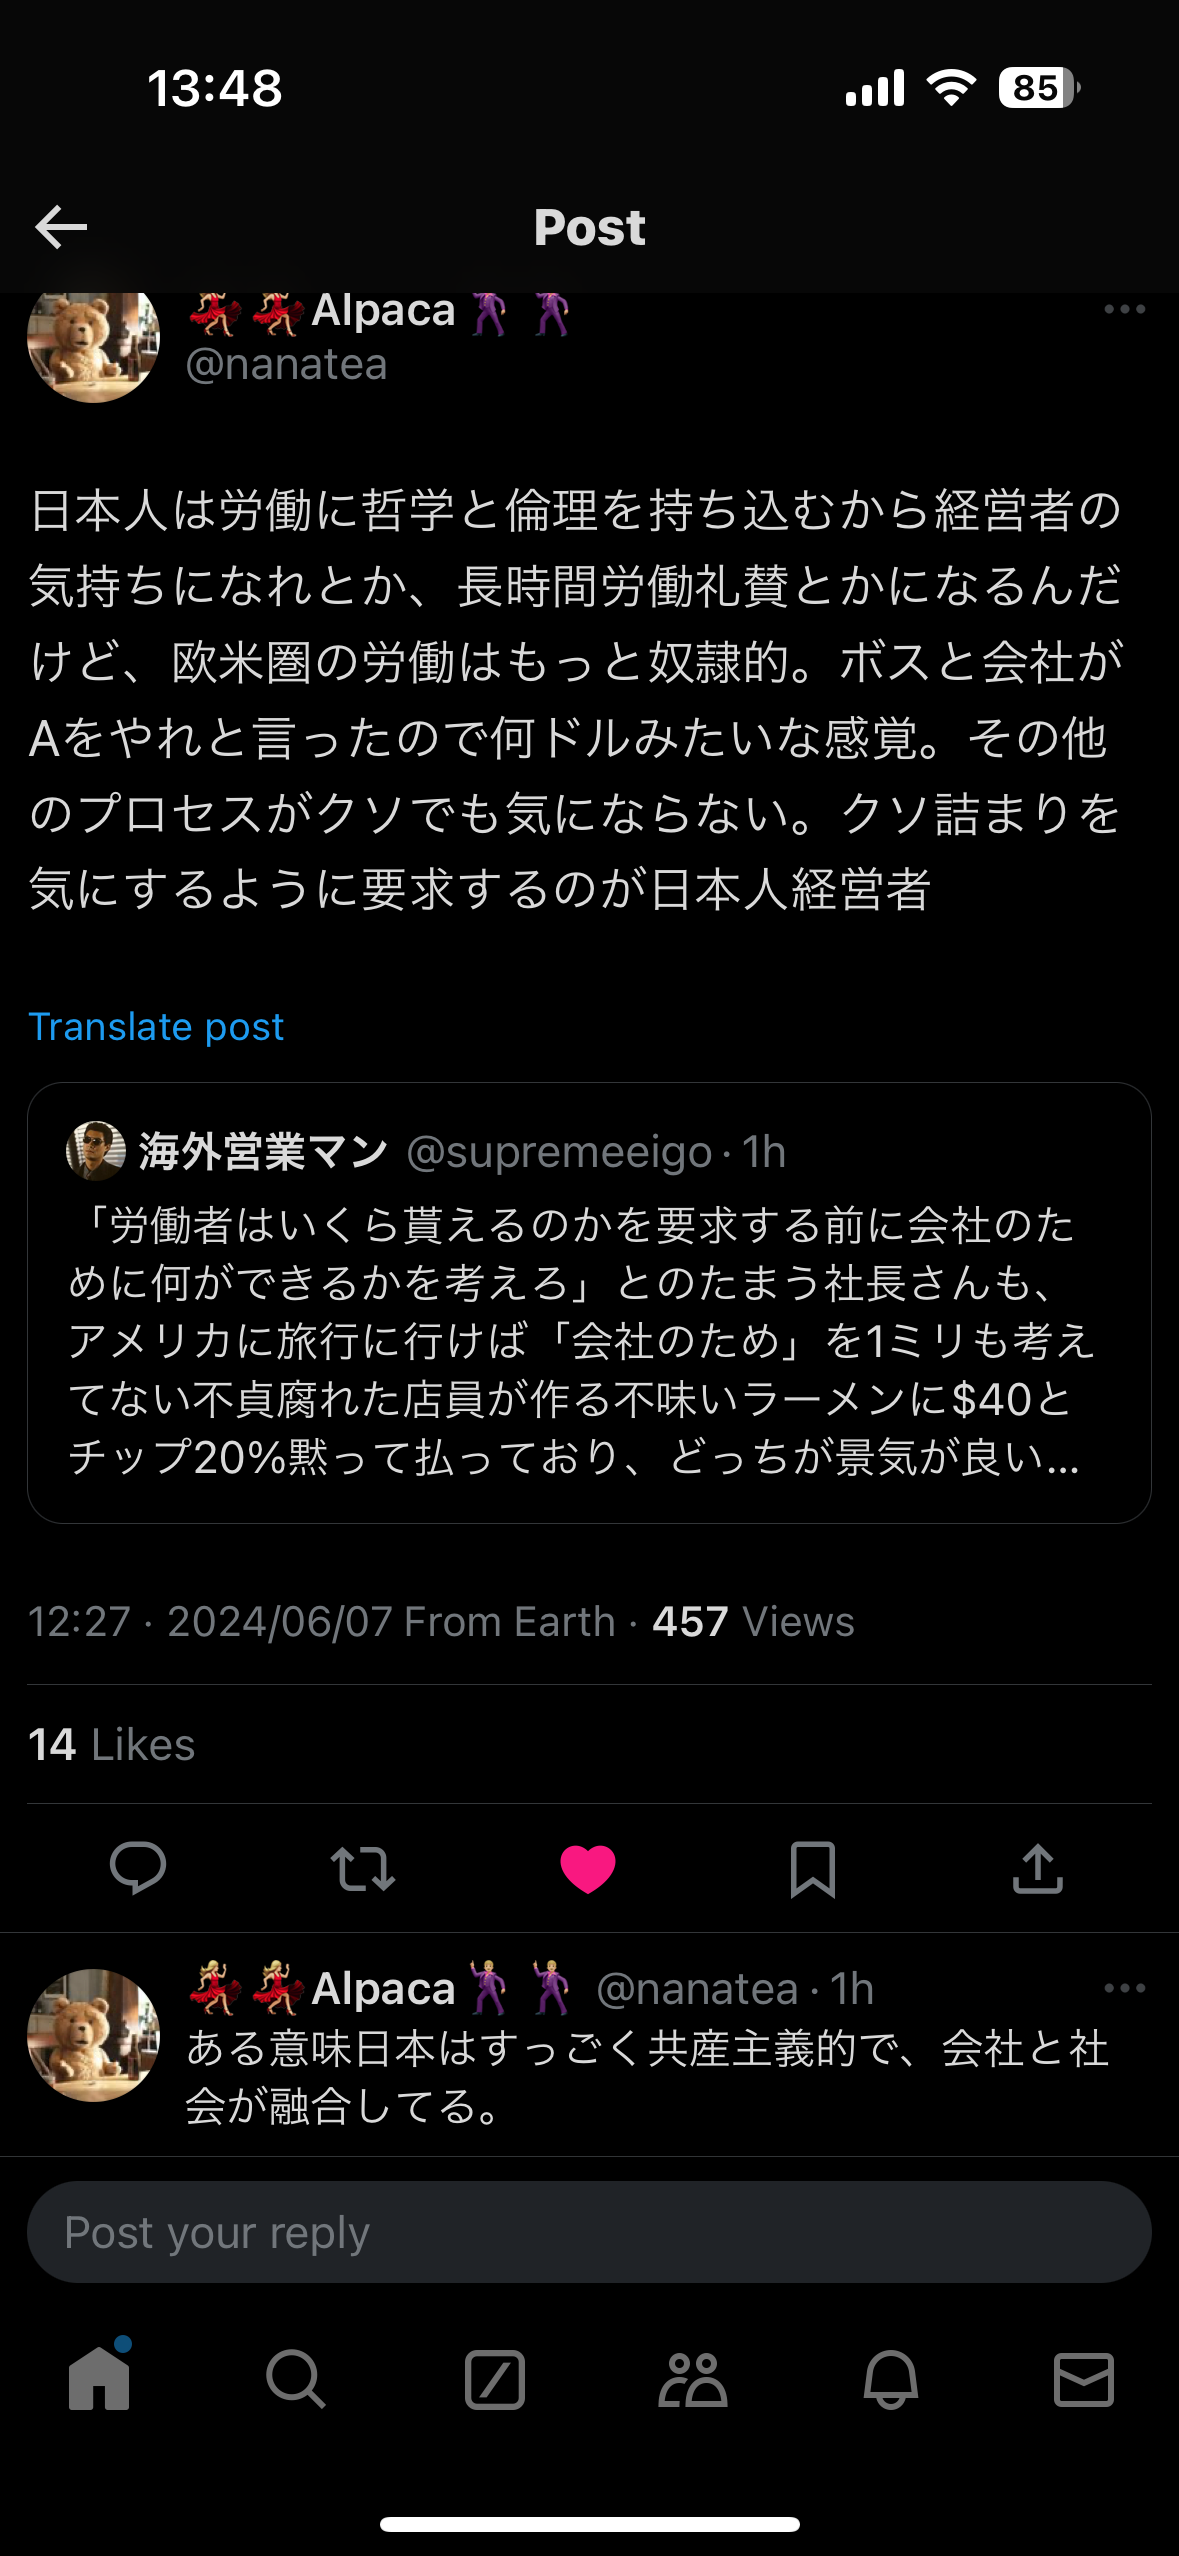 13:48
85
Post
💃💃Alpaca🕺🕺
@nanatea
日本人は労働に哲学と倫理を持ち込むから経営者の
気持ちになれとか、長時間労働礼賛とかになるんだ
けど、欧米圏の労働はもっと奴隷的。ボスと会社が
Aをやれと言ったので何ドルみたいな感覚。その他
のプロセスがクソでも気にならない。クソ詰まりを
気にするように要求するのが日本人経営者
Translate post
海外営業マン @supremeeigo · 1h
「労働者はいくら貰えるのかを要求する前に会社のた
めに何ができるかを考えろ」とのたまう社長さんも、
アメリカに旅行に行けば「会社のため」を1ミリも考え
てない不貞腐れた店員が作る不味いラーメンに$40と
チップ20%黙って払っており、どっちが景気が良い...
12:27 · 2024/06/07 From Earth · 457 Views
14 Likes
💃💃Alpaca🕺🕺 @nanatea · 1h
ある意味日本はすっごく共産主義的で、会社と社
会が融合してる。
Post your reply